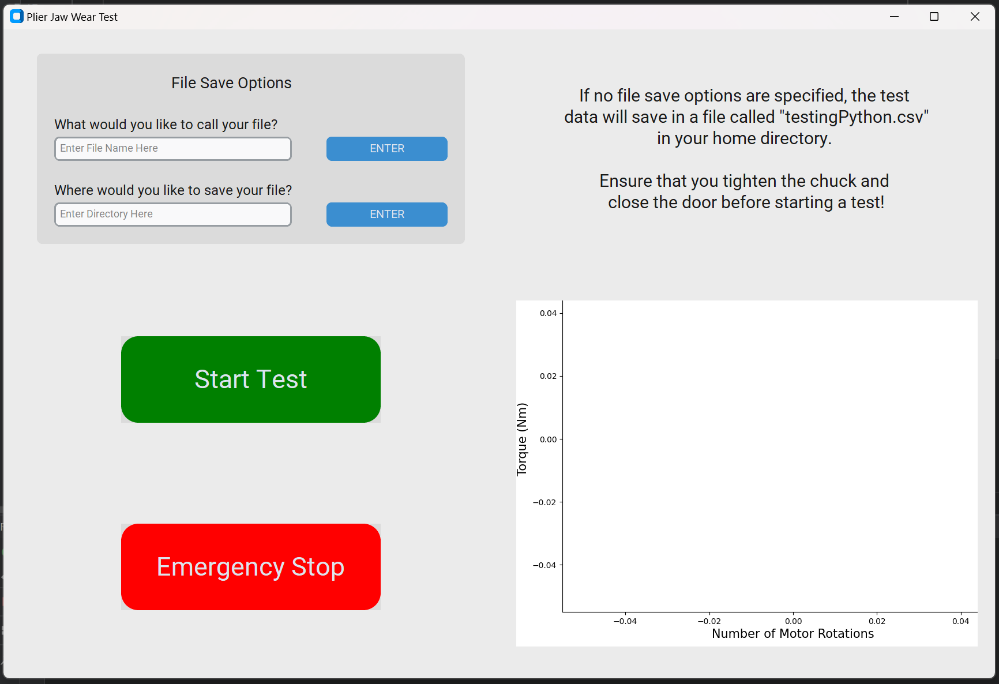 Plier Jaw Wear Test
File Save Options
What would you like to call your file?
Enter File Name Here
ENTER
Where would you like to save your file?
Enter Directory Here
ENTER
If no file save options are specified, the test
data will save in a file called "testingPython.csv"
in your home directory.
Ensure that you tighten the chuck and
close the door before starting a test!
Start Test
Emergency Stop
0.04
0.02
0.00
−0.02
−0.04
Torque (Nm)
−0.04
−0.02
0.00
0.02
0.04
Number of Motor Rotations